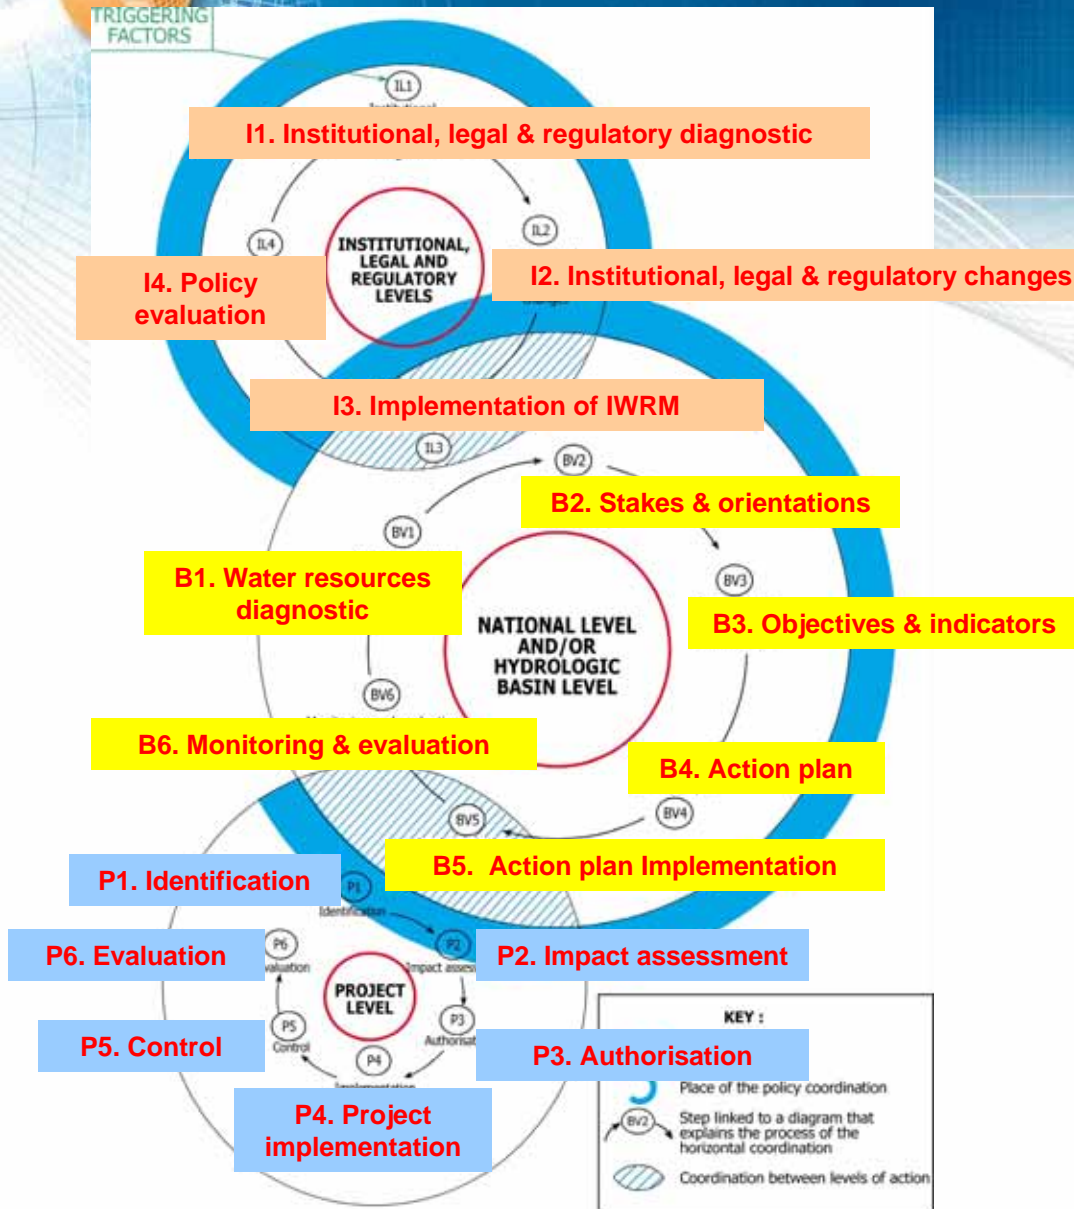 TRIGGERING
FACTORS
IL1
I1. Institutional, legal & regulatory diagnostic
IL2
IL4
INSTITUTIONAL,
LEGAL AND
REGULATORY
LEVELS
I2. Institutional, legal & regulatory changes
I4. Policy
evaluation
I3. Implementation of IWRM
IL3
BV2
B2. Stakes & orientations
BV1
BV3
B1. Water resources
diagnostic
B3. Objectives & indicators
NATIONAL LEVEL
AND/OR
HYDROLOGIC
BASIN LEVEL
BV6
B6. Monitoring & evaluation
B4. Action plan
BV5
BV4
B5. Action plan Implementation
P1. Identification
P1
Identification
P6. Evaluation
P6
P2
P2. Impact assessment
Impact
PROJECT
LEVEL
P5. Control
P5
Control
P3
P3. Authorisation
P4
P4. Project
implementation
KEY :
Place of the policy coordination
BV2
Step linked to a diagram that
explains the process of the
horizontal coordination
Coordination between levels of action